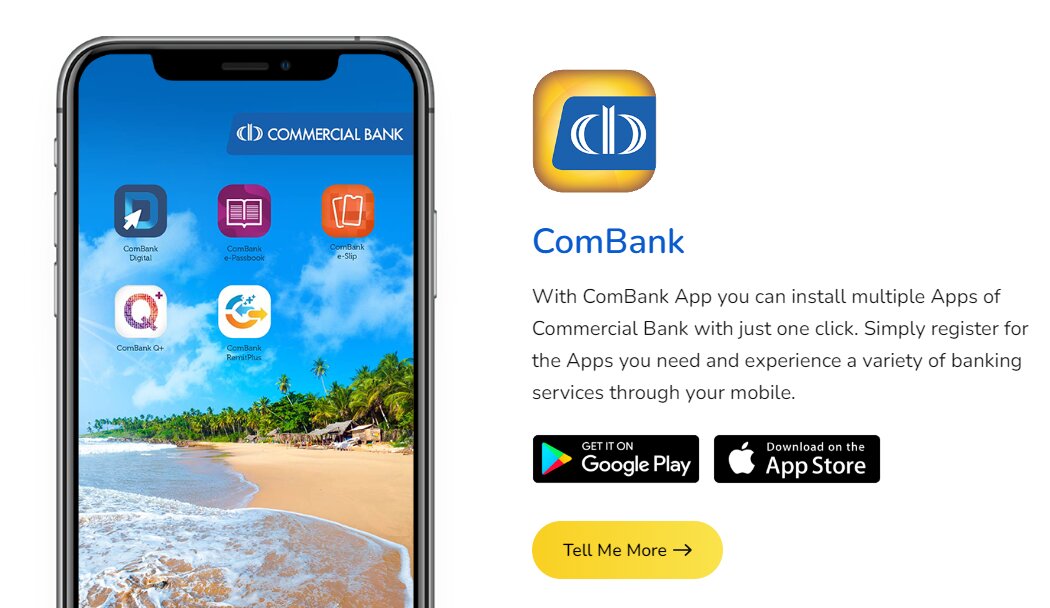 COMMERCIAL BANK
ComBank
Digital
ComBank
e-Passbook
ComBank
e-Slip
ComBank Q+
ComBank
RemitPlus
ComBank
With ComBank App you can install multiple Apps of
Commercial Bank with just one click. Simply register for
the Apps you need and experience a variety of banking
services through your mobile.
GET IT ON
Google Play
Download on the
App Store
Tell Me More →